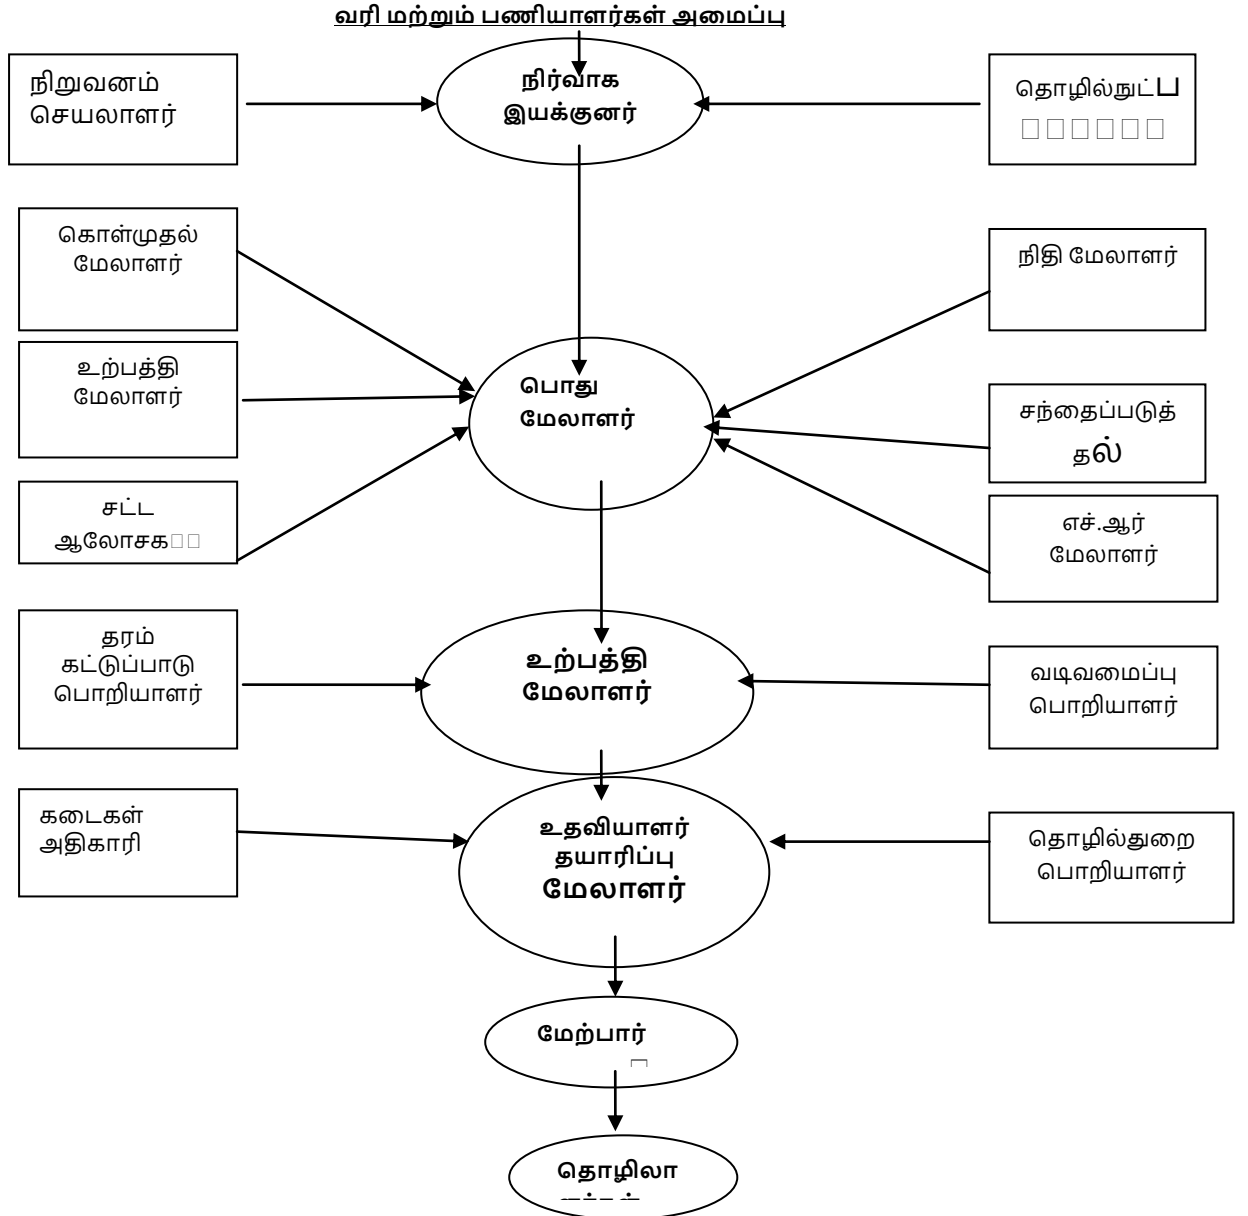 வரி மற்றும் பணியாளர்கள் அமைப்பு
நிறுவனம்
செயலாளர்
நிர்வாக
இயக்குனர்
தொழில்நுட்ப
கொள்முதல்
மேலாளர்
நிதி மேலாளர்
உற்பத்தி
மேலாளர்
பொது
மேலாளர்
சந்தைப்படுத்
தல்
சட்ட
ஆலோசக
எச்.ஆர்
மேலாளர்
தரம்
கட்டுப்பாடு
பொறியாளர்
உற்பத்தி
மேலாளர்
வடிவமைப்பு
பொறியாளர்
கடைகள்
அதிகாரி
உதவியாளர்
தயாரிப்பு
மேலாளர்
தொழில்துறை
பொறியாளர்
மேற்பார்
தொழிலா